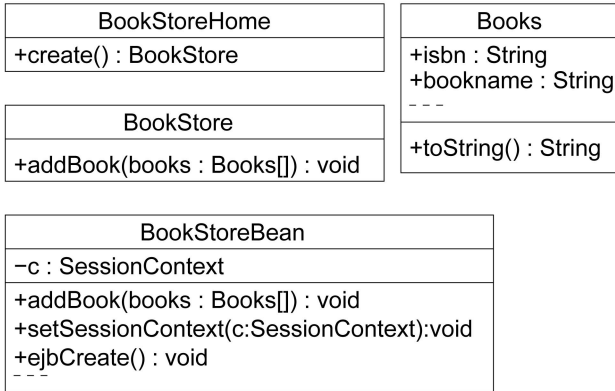 BookStoreHome
+create() : BookStore
BookStore
+addBook(books : Books[]) : void
Books
+isbn : String
+bookname : String
- - -
+toString() : String
BookStoreBean
−c : SessionContext
+addBook(books : Books[]) : void
+setSessionContext(c:SessionContext):void
+ejbCreate() : void
- - -